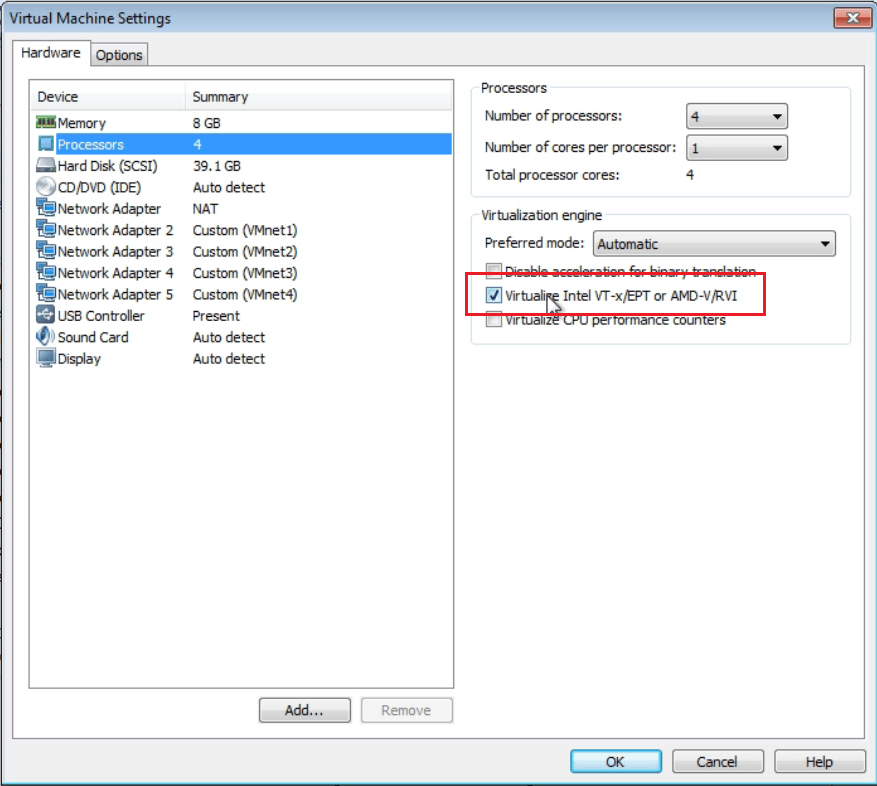 Virtual Machine Settings
Hardware
Options
Device Summary
Memory 8 GB
Processors 4
Hard Disk (SCSI) 39.1 GB
CD/DVD (IDE) Auto detect
Network Adapter NAT
Network Adapter 2 Custom (VMnet1)
Network Adapter 3 Custom (VMnet2)
Network Adapter 4 Custom (VMnet3)
Network Adapter 5 Custom (VMnet4)
USB Controller Present
Sound Card Auto detect
Display Auto detect
Add...
Remove
Processors
Number of processors: 4
Number of cores per processor: 1
Total processor cores: 4
Virtualization engine
Preferred mode: Automatic
Disable acceleration for binary translation
Virtualize Intel VT-x/EPT or AMD-V/RVI
Virtualize CPU performance counters
OK
Cancel
Help